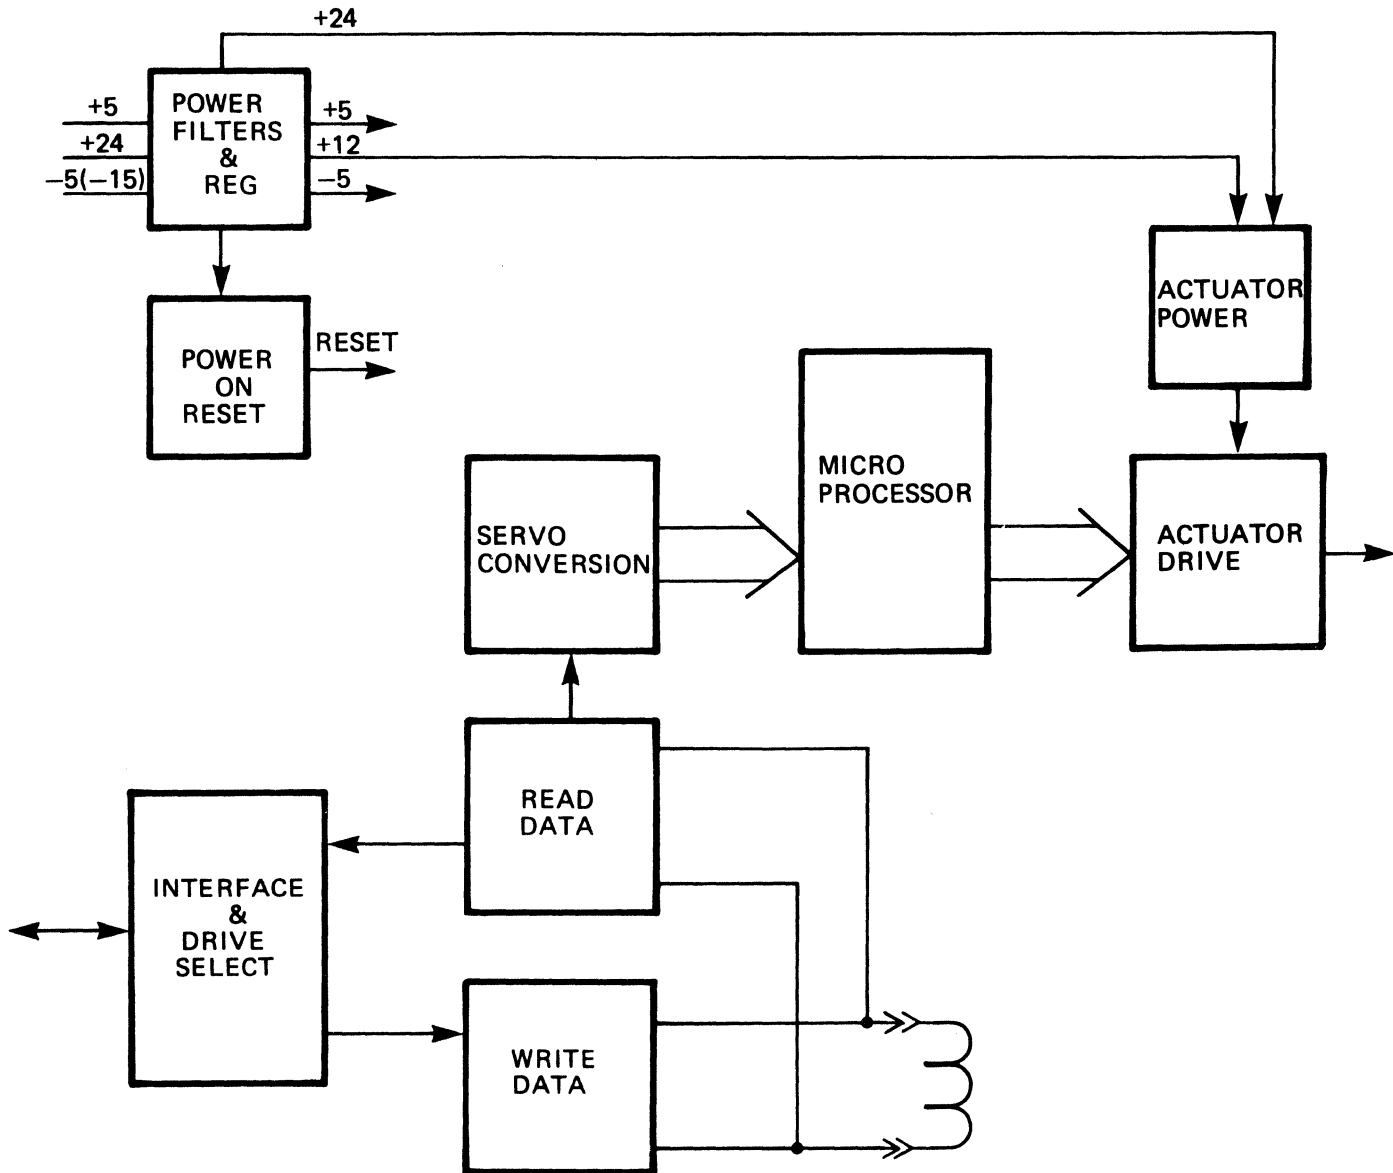 +24
POWER
FILTERS
&
REG
+5
+24
−5(−15)
+5
+12
−5
POWER
ON
RESET
RESET
ACTUATOR
POWER
MICRO
PROCESSOR
SERVO
CONVERSION
ACTUATOR
DRIVE
READ
DATA
INTERFACE
&
DRIVE
SELECT
WRITE
DATA